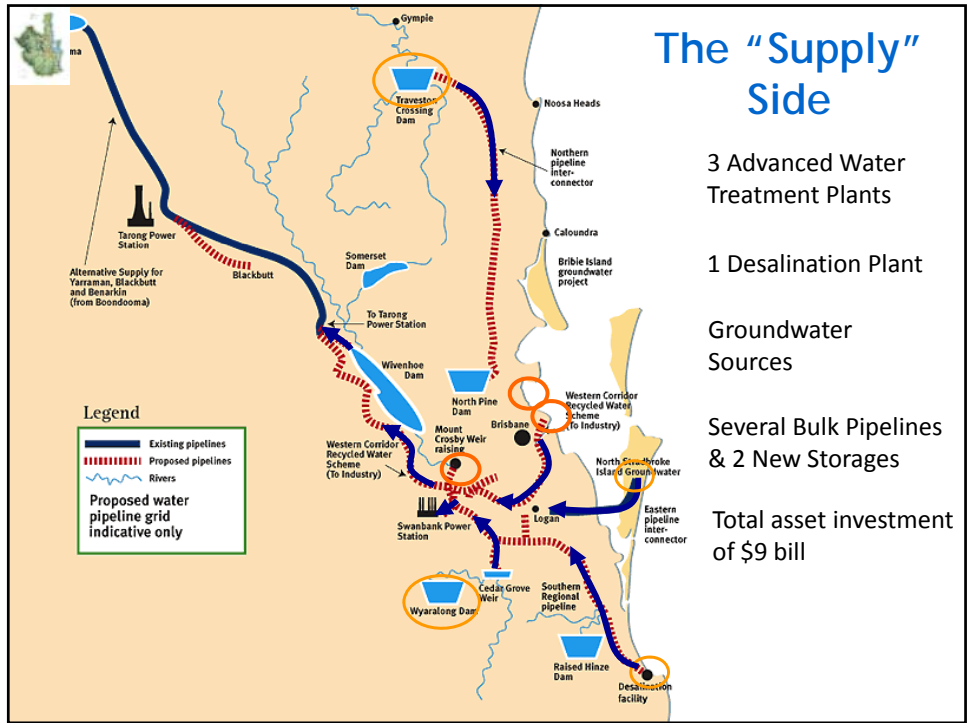 The “Supply”
Side
3 Advanced Water
Treatment Plants
1 Desalination Plant
Groundwater
Sources
Several Bulk Pipelines
& 2 New Storages
Total asset investment
of $9 bill
ma
Gympie
Traveston
Crossing
Dam
Noosa Heads
Northern
pipeline
inter-
connector
Tarong Power
Station
Blackbutt
Alternative Supply for
Yarraman, Blackbutt
and Benarkin
(from Boondooma)
Somerset
Dam
Caloundra
Bribie Island
groundwater
project
To Tarong
Power Station
Wivenhoe
Dam
North Pine
Dam
Western Corridor
Recycled Water
Scheme
(To Industry)
Brisbane
Mount
Crosby Weir
raising
Western Corridor
Recycled Water
Scheme
(To Industry)
North Stradbroke
Island Groundwater
Logan
Eastern
pipeline
inter-
connector
Swanbank Power
Station
Cedar Grove
Weir
Wyaralong Dam
Southern
Regional
pipeline
Raised Hinze
Dam
Desalination
facility
Legend
Existing pipelines
Proposed pipelines
Rivers
Proposed water
pipeline grid
indicative only